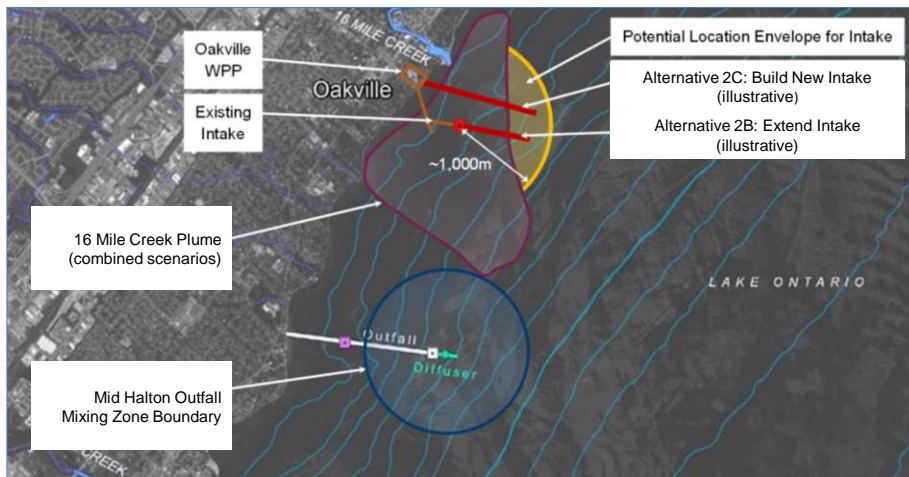 16 MILE CREEK
Oakville
WPP
Oakville
Existing
Intake
Potential Location Envelope for Intake
Alternative 2C: Build New Intake
(illustrative)
Alternative 2B: Extend Intake
(illustrative)
~1,000m
16 Mile Creek Plume
(combined scenarios)
LAKE ONTARIO
Outfall
Diffuser
Mid Halton Outfall
Mixing Zone Boundary
CREEK